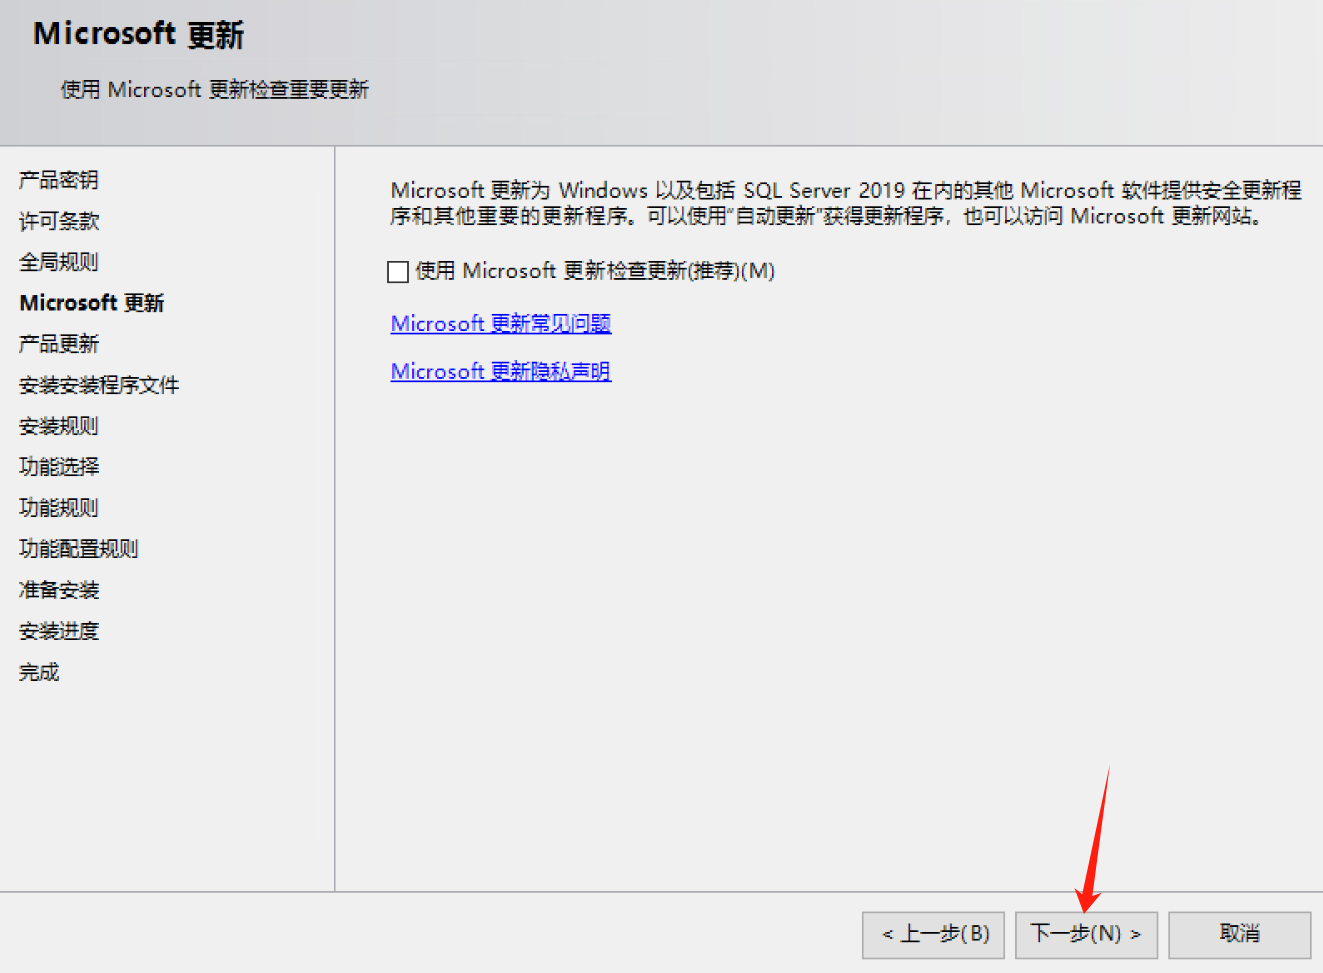 Microsoft 更新
使用 Microsoft 更新检查重要更新
产品密钥
许可条款
全局规则
Microsoft 更新
产品更新
安装安装程序文件
安装规则
功能选择
功能规则
功能配置规则
准备安装
安装进度
完成
Microsoft 更新为 Windows 以及包括 SQL Server 2019 在内的其他 Microsoft 软件提供安全更新程
序和其他重要的更新程序。可以使用“自动更新”获得更新程序，也可以访问 Microsoft 更新网站。
使用 Microsoft 更新检查更新(推荐)(M)
Microsoft 更新常见问题
Microsoft 更新隐私声明
< 上一步(B)
下一步(N) >
取消